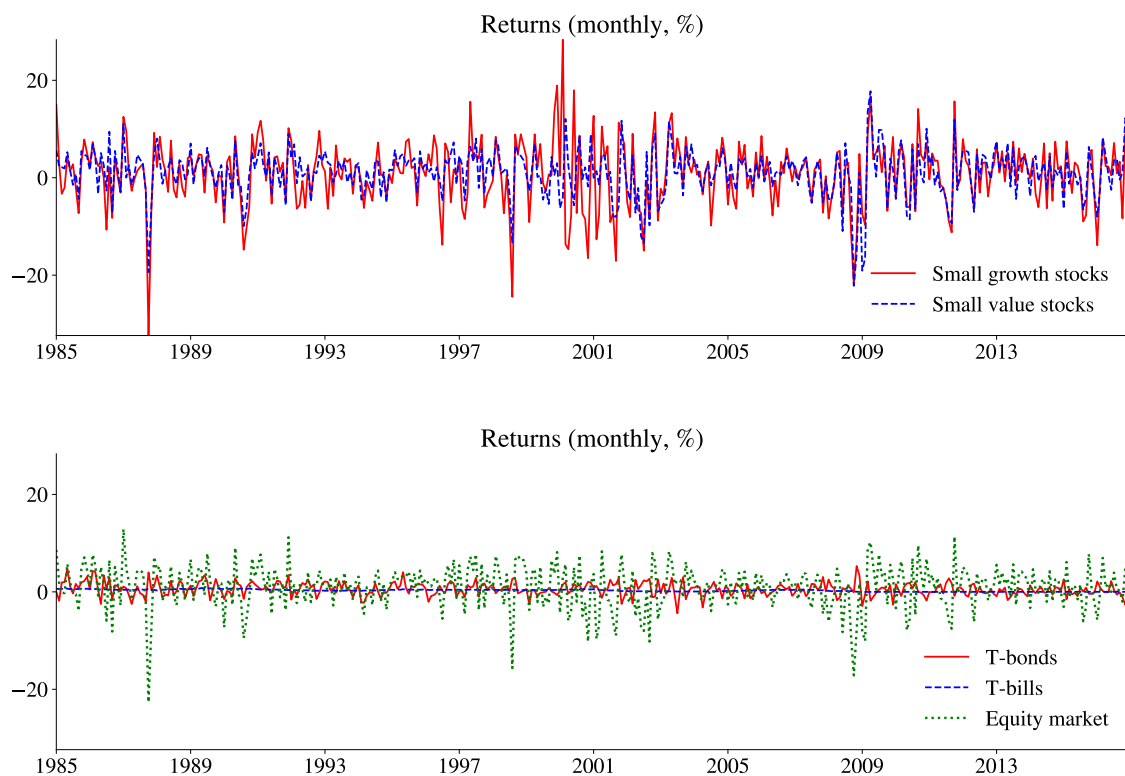 Returns (monthly, %)
20
0
−20
Small growth stocks
Small value stocks
1985 1989 1993 1997 2001 2005 2009 2013
Returns (monthly, %)
20
0
−20
T-bonds
T-bills
Equity market
1985 1989 1993 1997 2001 2005 2009 2013